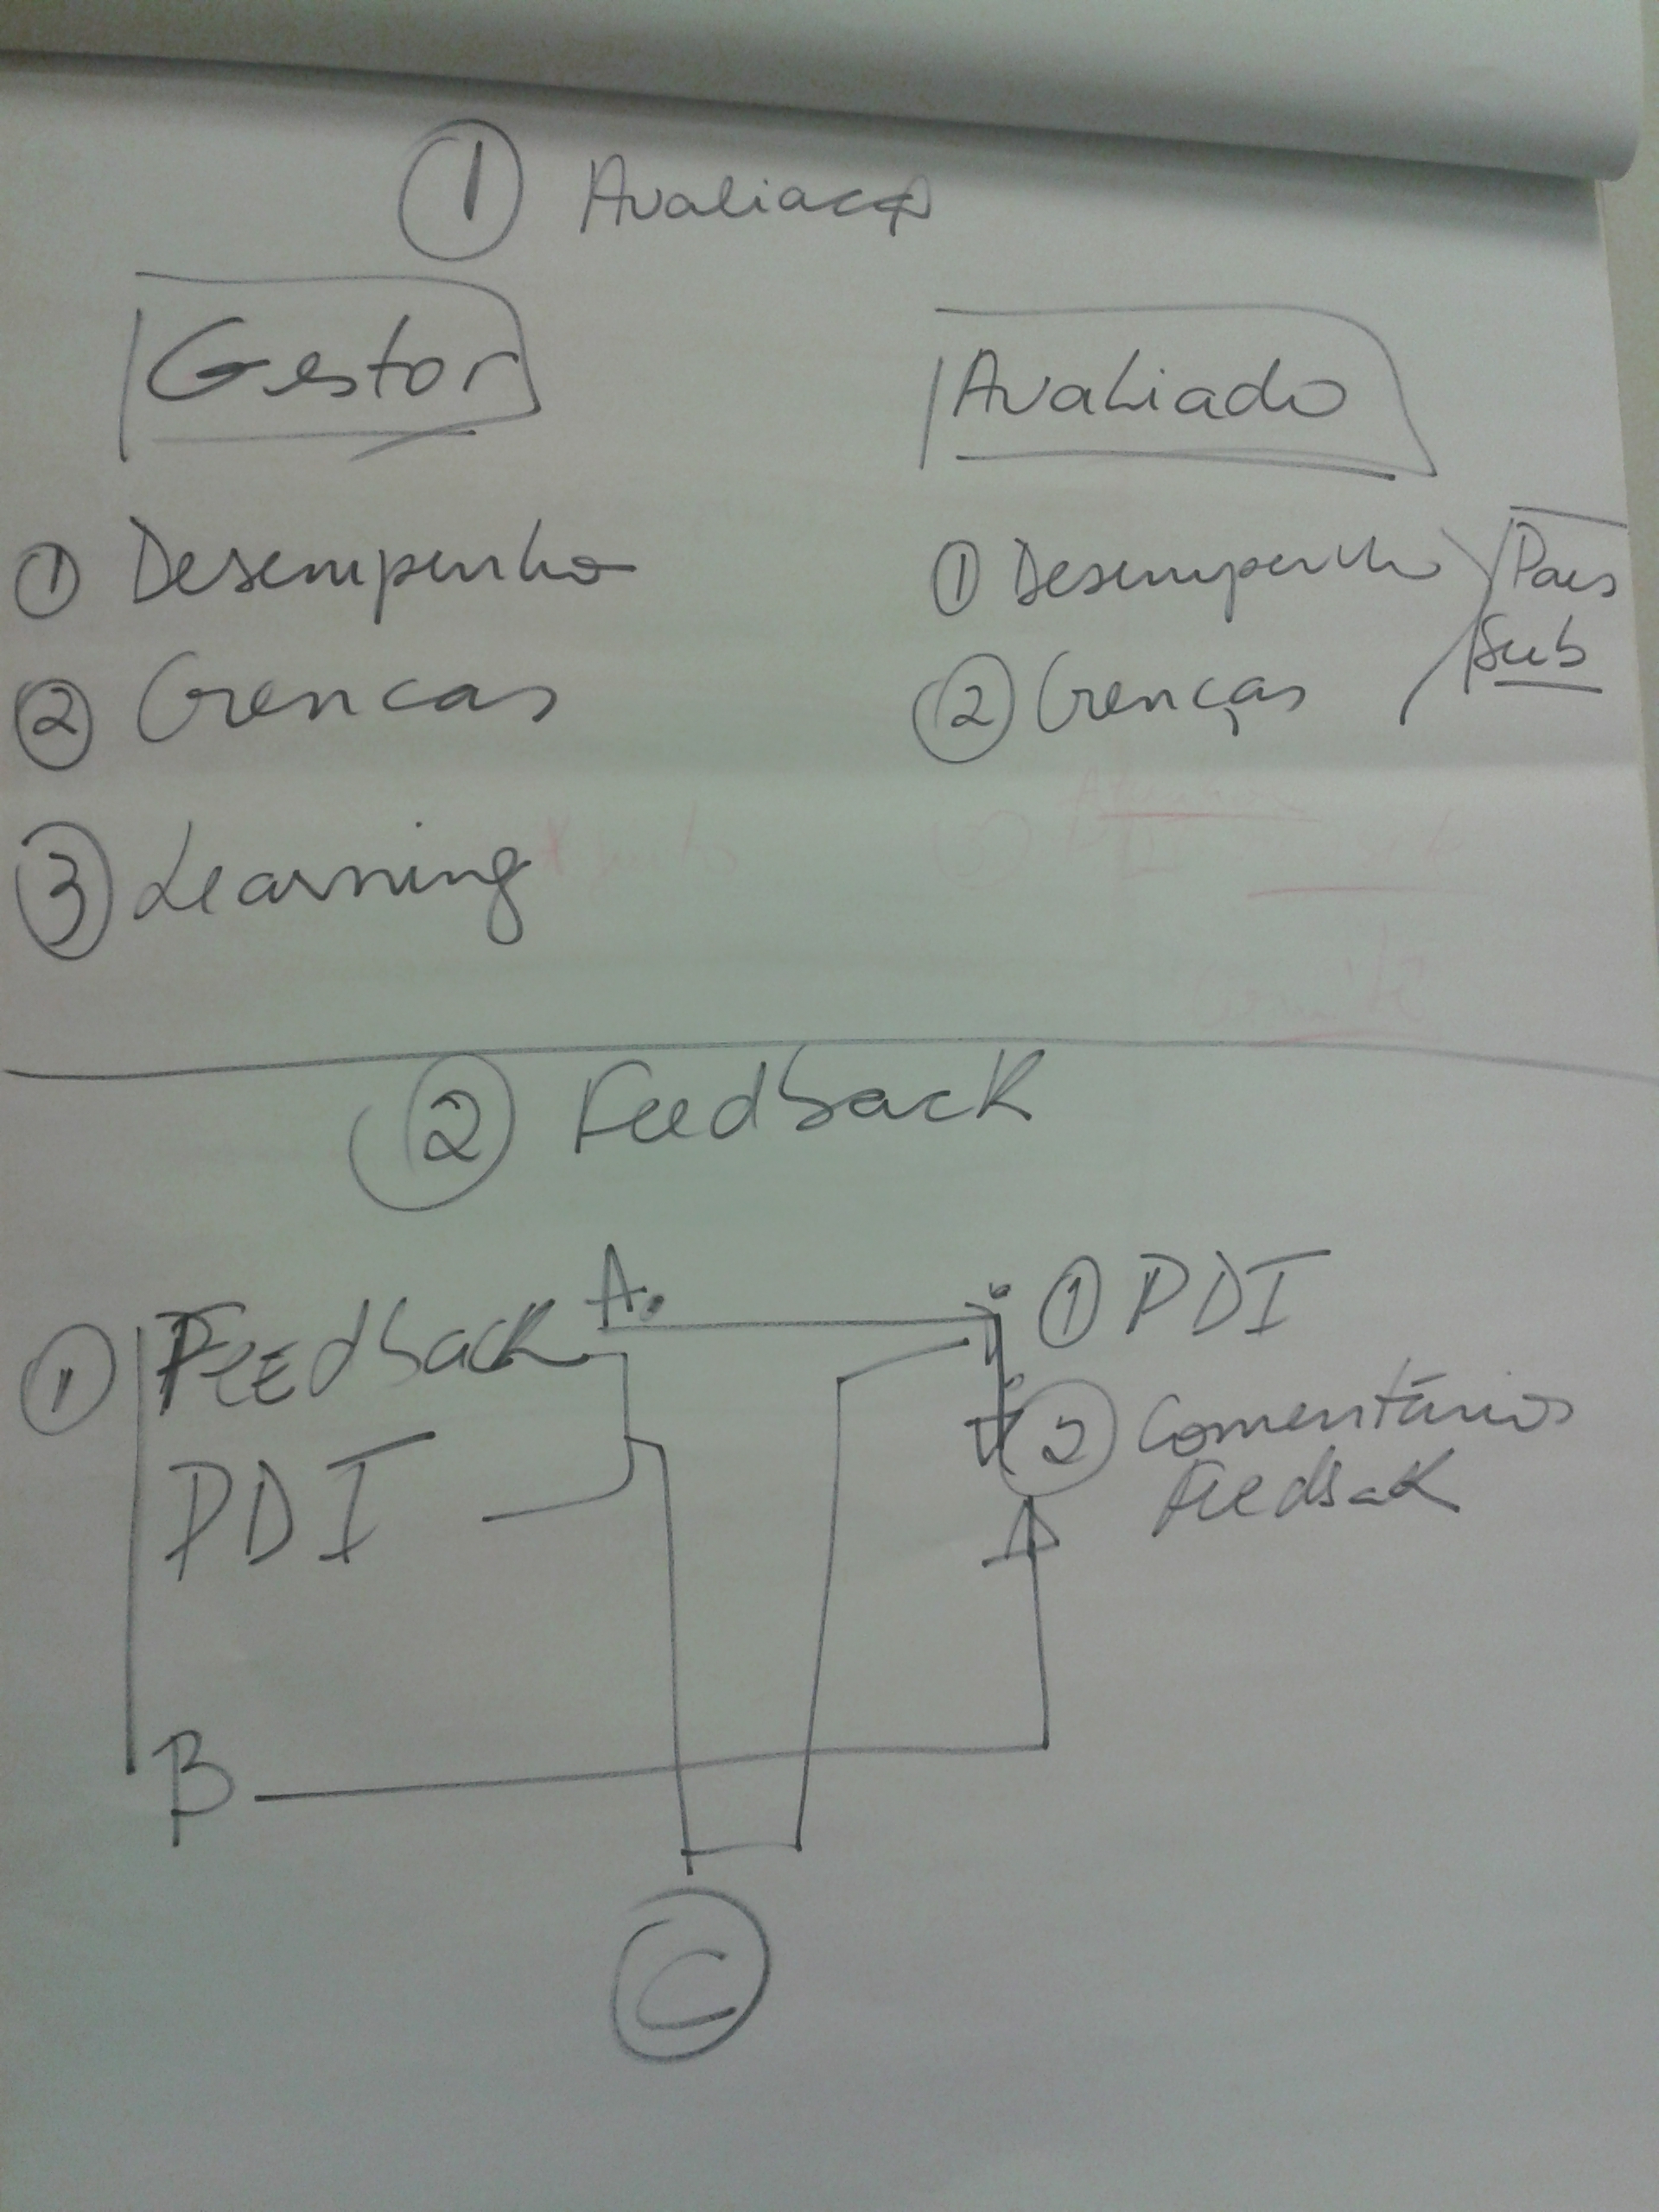 1 Avaliação
Gestor
Avaliado
1 Desempenho
1 Desempenho
Pares
Sub
2 Crencas
2 Crenças
3 Learning
2 Feedback
A.
1 PDI
1 Feedback
2 Comentários
Feedback
PDI
B
C